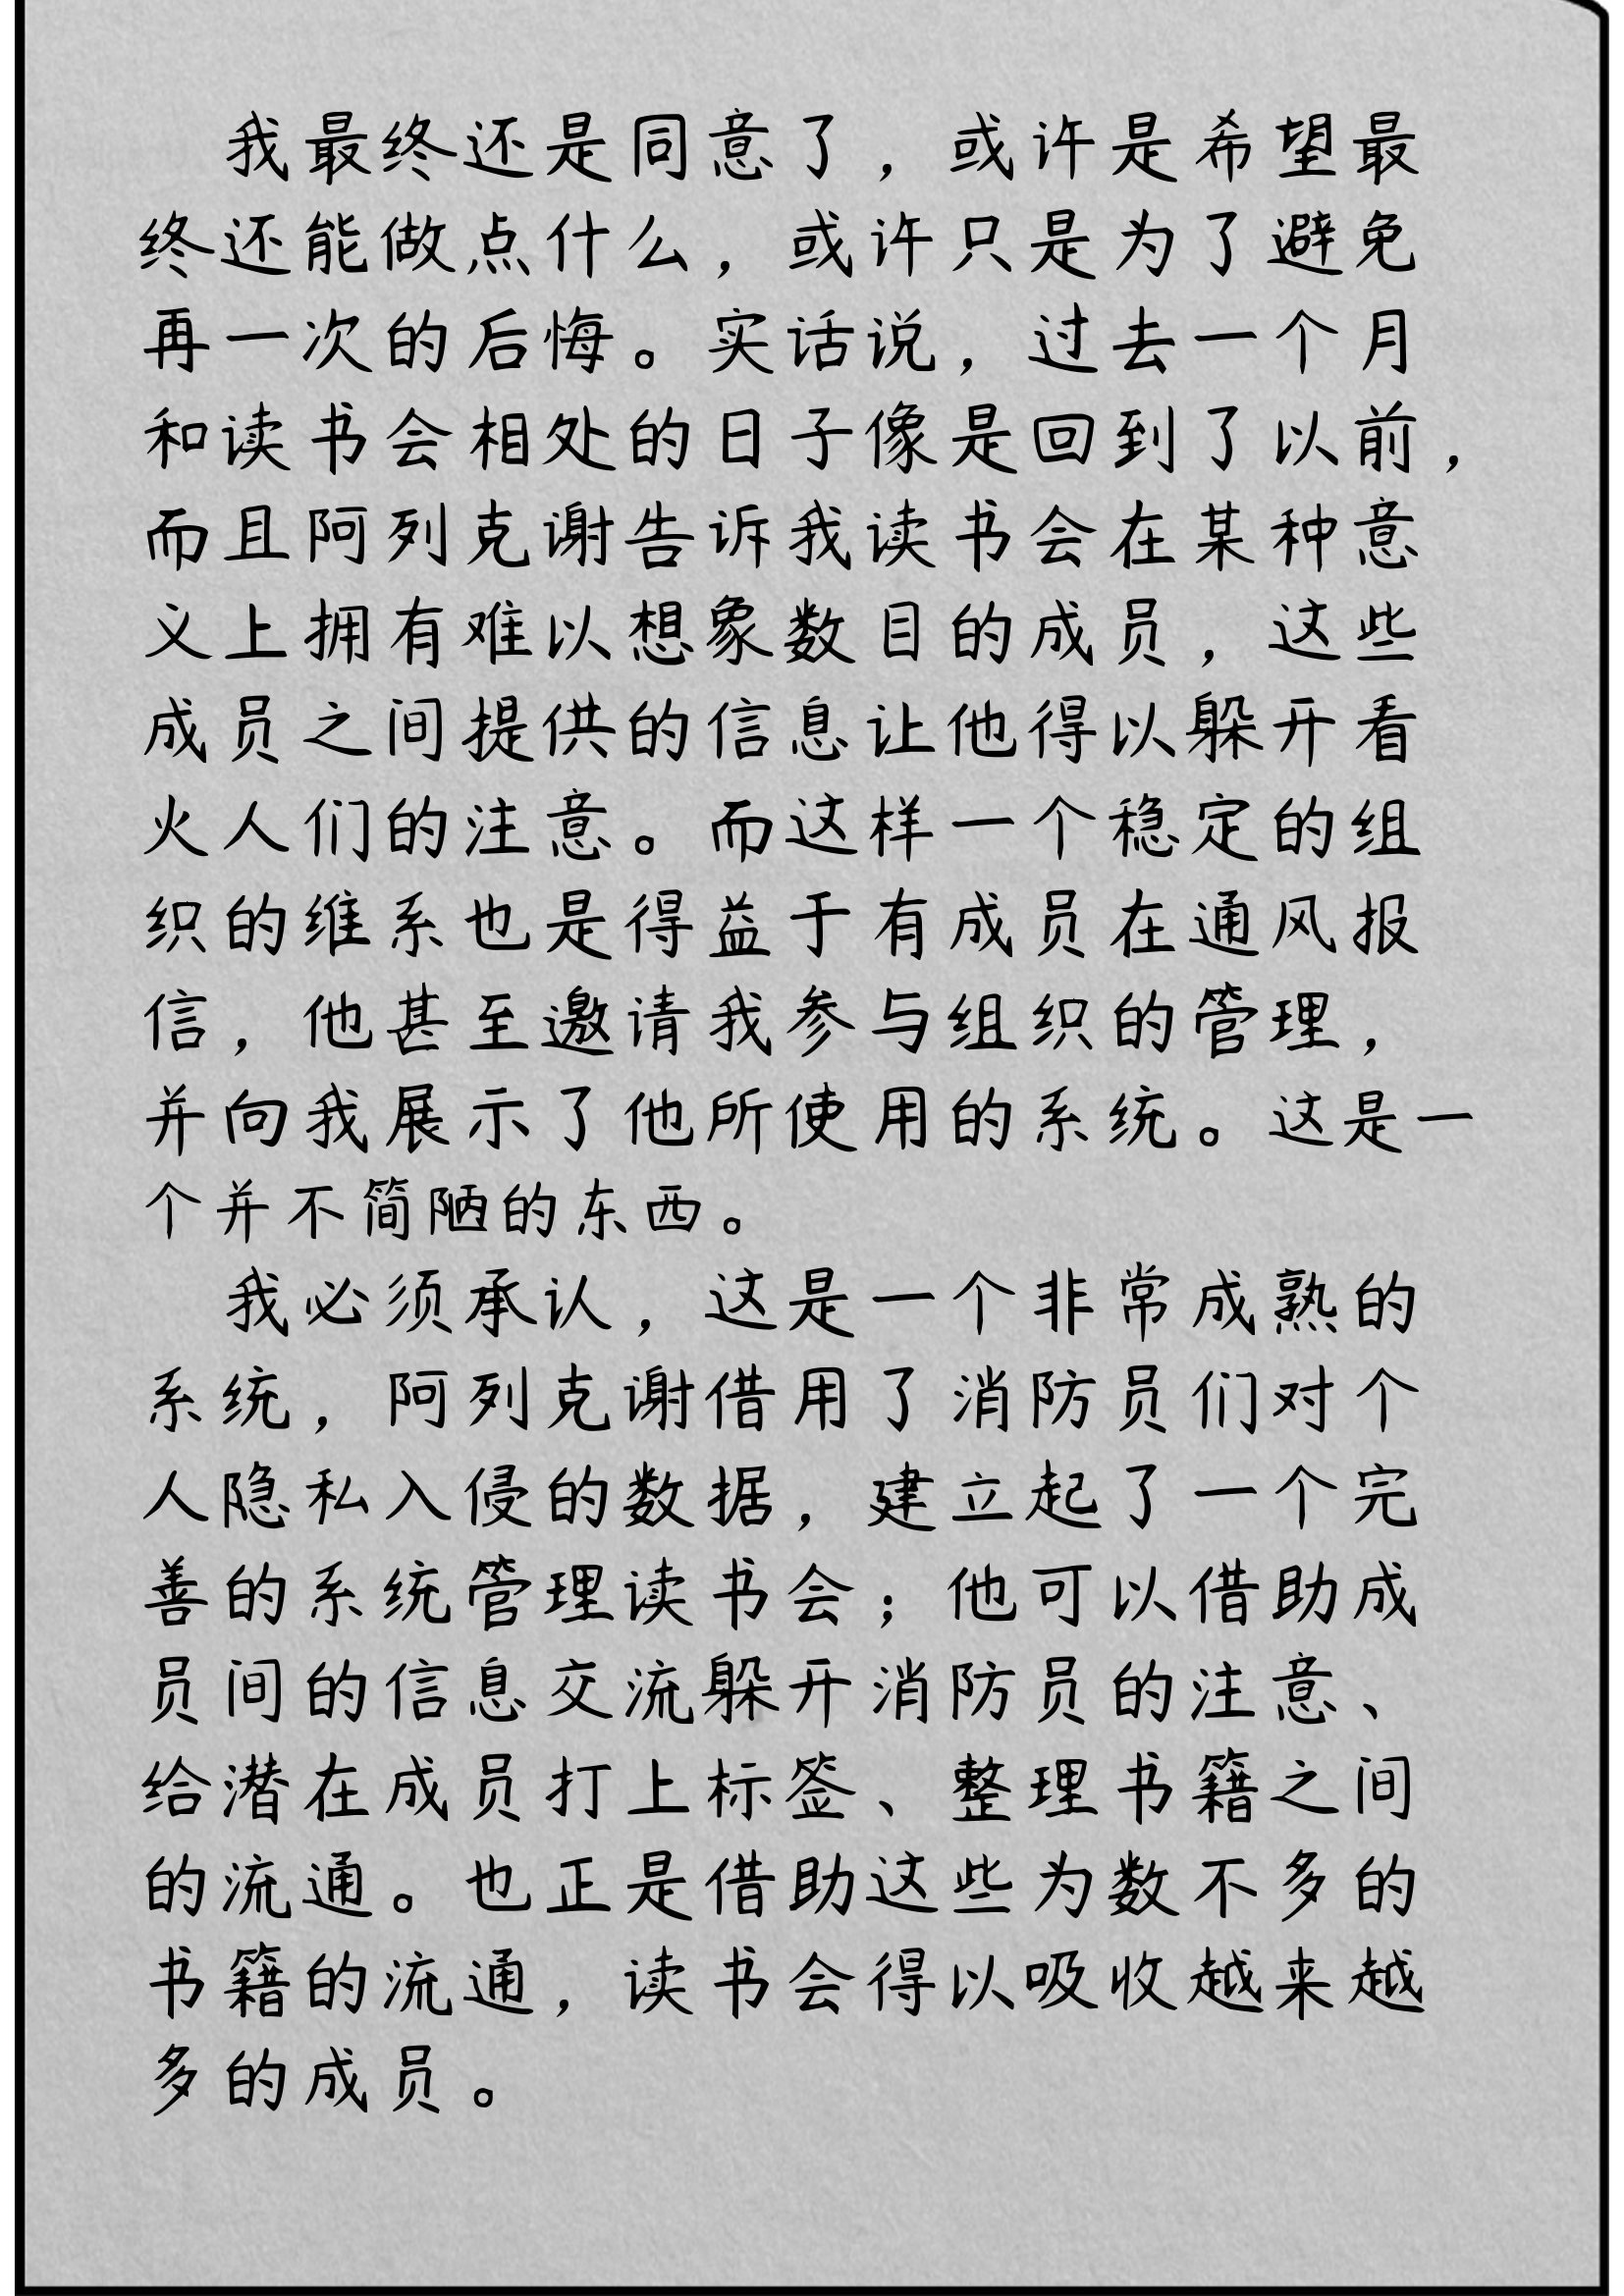 我最终还是同意了，或许是希望最
终还能做点什么，或许只是为了避免
再一次的后悔。实话说，过去一个月
和读书会相处的日子像是回到了以前，
而且阿列克谢告诉我读书会在某种意
义上拥有难以想象数目的成员，这些
成员之间提供的信息让他得以躲开看
火人们的注意。而这样一个稳定的组
织的维系也是得益于有成员在通风报
信，他甚至邀请我参与组织的管理，
并向我展示了他所使用的系统。这是一
个并不简陋的东西。
我必须承认，这是一个非常成熟的
系统，阿列克谢借用了消防员们对个
人隐私入侵的数据，建立起了一个完
善的系统管理读书会；他可以借助成
员间的信息交流躲开消防员的注意、
给潜在成员打上标签、整理书籍之间
的流通。也正是借助这些为数不多的
书籍的流通，读书会得以吸收越来越
多的成员。